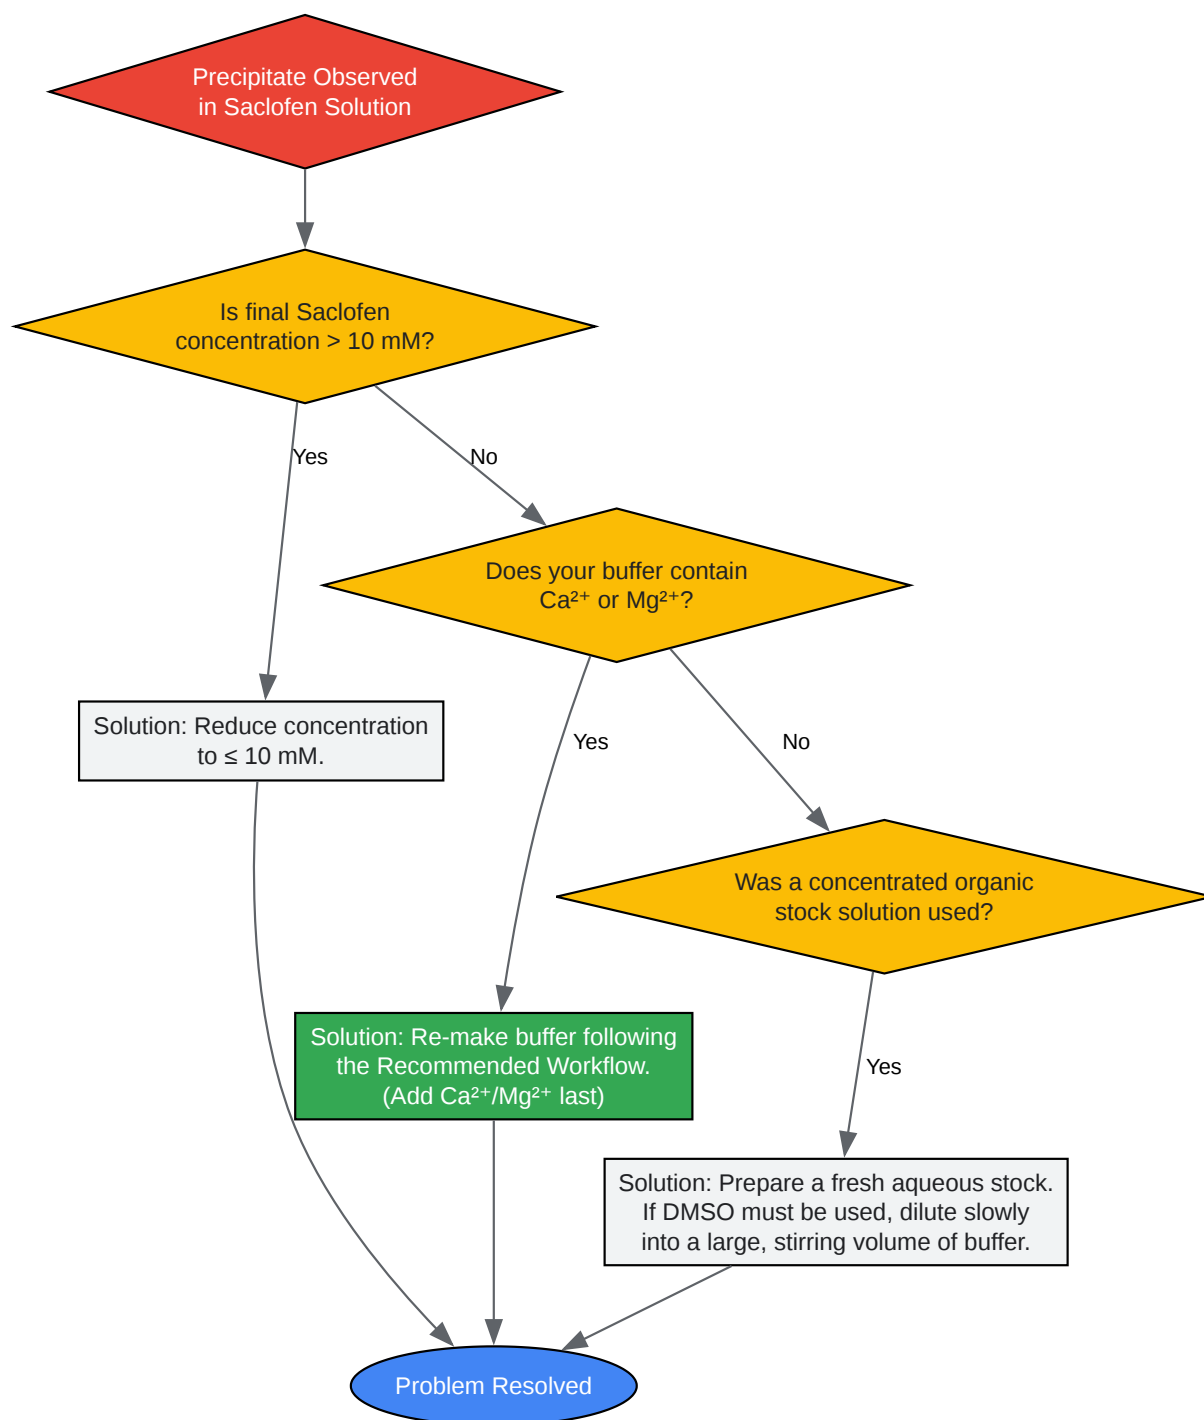 Precipitate Observed
in Saclofen Solution
Is final Saclofen
concentration > 10 mM?
Yes
No
Does your buffer contain
Ca²⁺ or Mg²⁺?
Solution: Reduce concentration
to ≤ 10 mM.
Yes
No
Was a concentrated organic
stock solution used?
Solution: Re-make buffer following
the Recommended Workflow.
(Add Ca²⁺/Mg²⁺ last)
Yes
Solution: Prepare a fresh aqueous stock.
If DMSO must be used, dilute slowly
into a large, stirring volume of buffer.
Problem Resolved